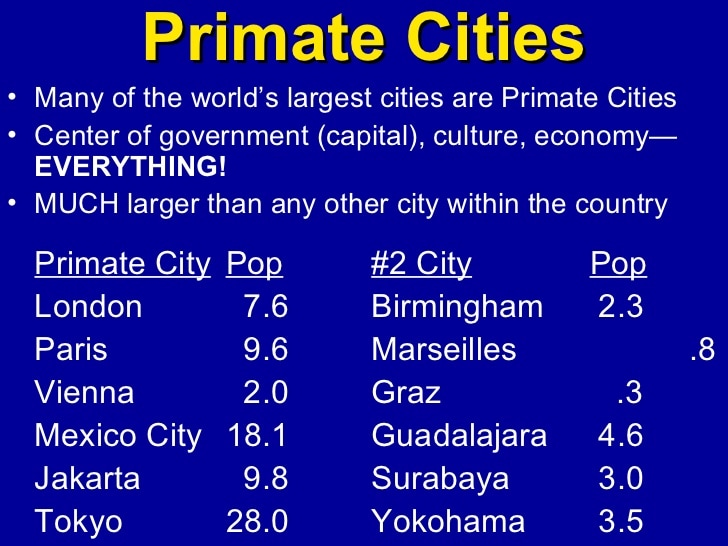 Primate Cities
• Many of the world's largest cities are Primate Cities
• Center of government (capital), culture, economy—
EVERYTHING!
• MUCH larger than any other city within the country
Primate City Pop #2 City Pop
London 7.6 Birmingham 2.3
Paris 9.6 Marseilles .8
Vienna 2.0 Graz .3
Mexico City 18.1 Guadalajara 4.6
Jakarta 9.8 Surabaya 3.0
Tokyo 28.0 Yokohama 3.5